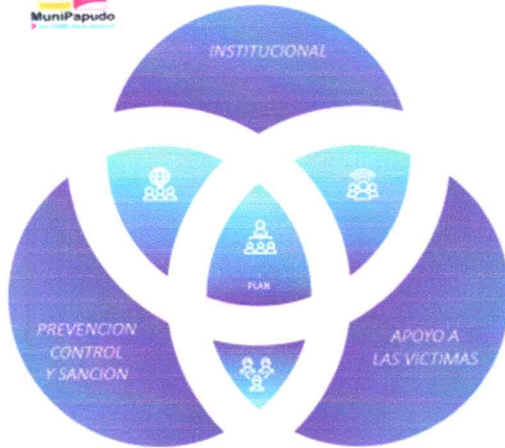 MuniPapudo
INSTITUCIONAL
PLAN
PREVENCION
CONTROL
Y SANCION
APOYO A
LAS VICTIMAS